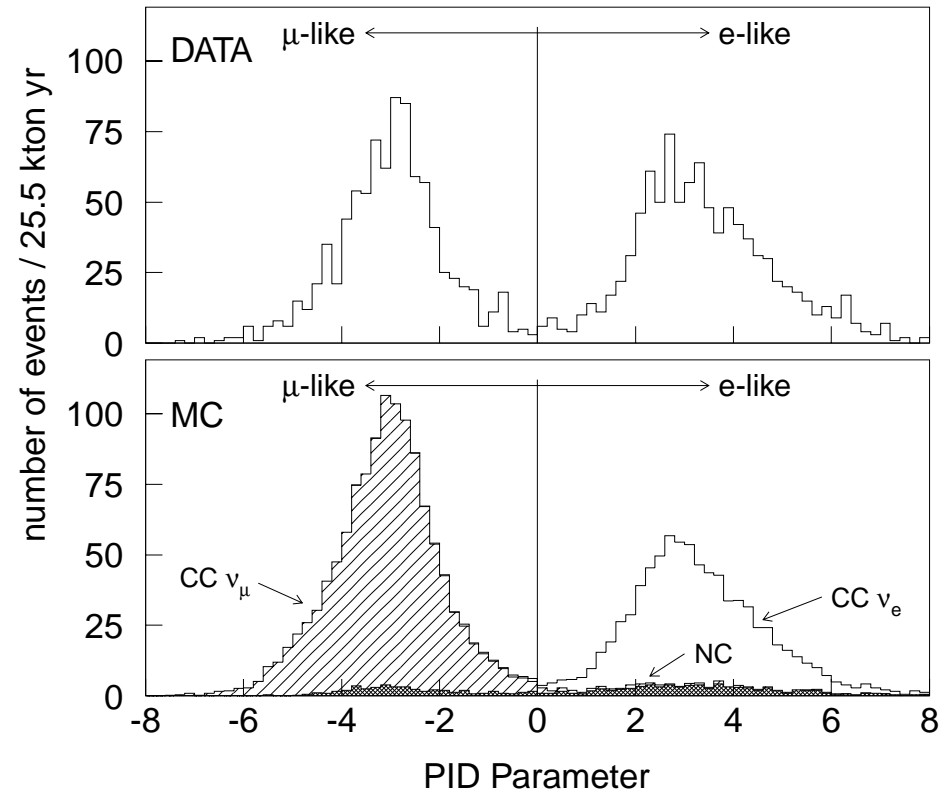 number of events / 25.5 kton yr
DATA
μ-like
e-like
100
75
50
25
0
MC
μ-like
e-like
100
75
50
25
0
CC νμ
CC νe
NC
-8 -6 -4 -2 0 2 4 6 8
PID Parameter